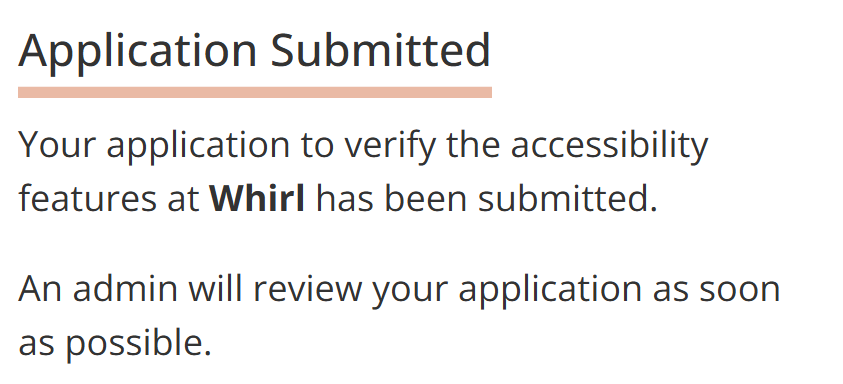 Application Submitted
Your application to verify the accessibility
features at Whirl has been submitted.
An admin will review your application as soon
as possible.